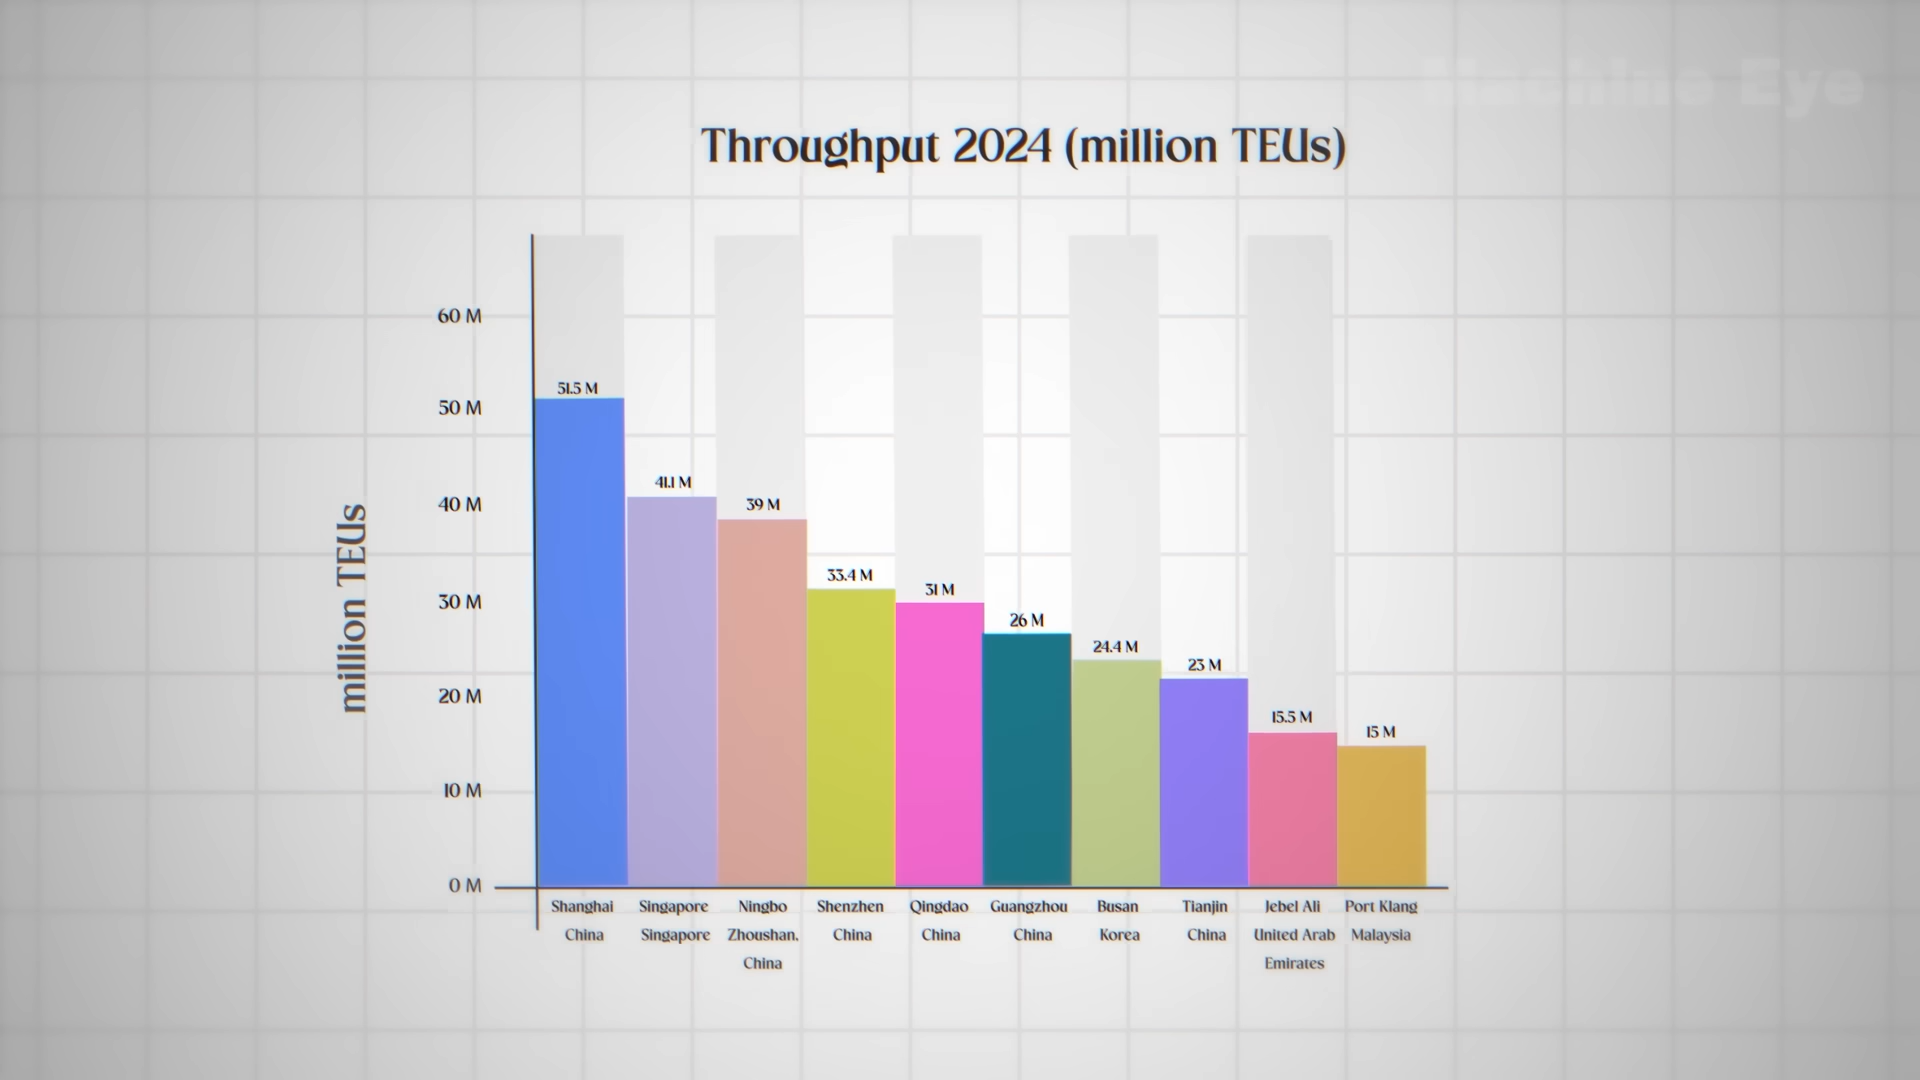 Machine Eye
Throughput 2024 (million TEUs)
million TEUs
60 M
50 M
40 M
30 M
20 M
10 M
0 M
51.5 M
41.1 M
39 M
33.4 M
31 M
26 M
24.4 M
23 M
15.5 M
15 M
Shanghai
China
Singapore
Singapore
Ningbo
Zhoushan,
China
Shenzhen
China
Qingdao
China
Guangzhou
China
Busan
Korea
Tianjin
China
Jebel Ali
United Arab
Emirates
Port Klang
Malaysia